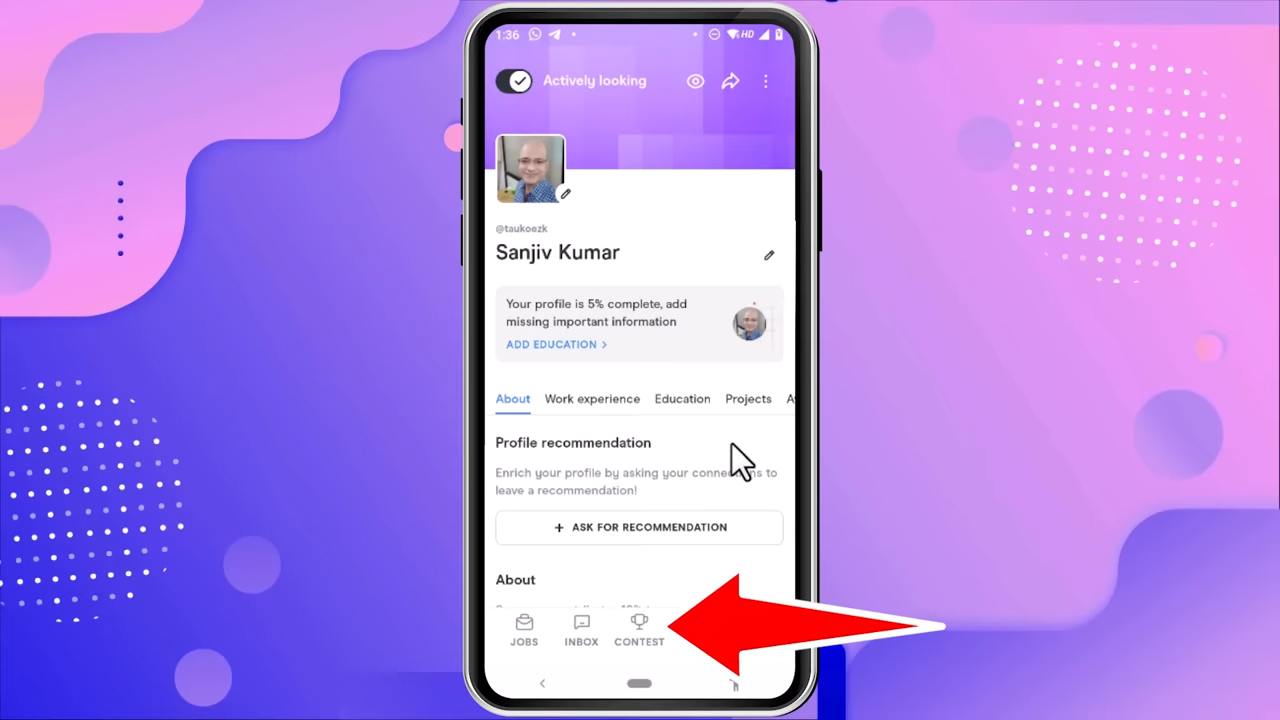 1:36
HD
Actively looking
@taukoezk
Sanjiv Kumar
Your profile is 5% complete, add
missing important information
ADD EDUCATION >
About Work experience Education Projects
Profile recommendation
Enrich your profile by asking your connections to
leave a recommendation!
+ ASK FOR RECOMMENDATION
About
JOBS INBOX CONTEST